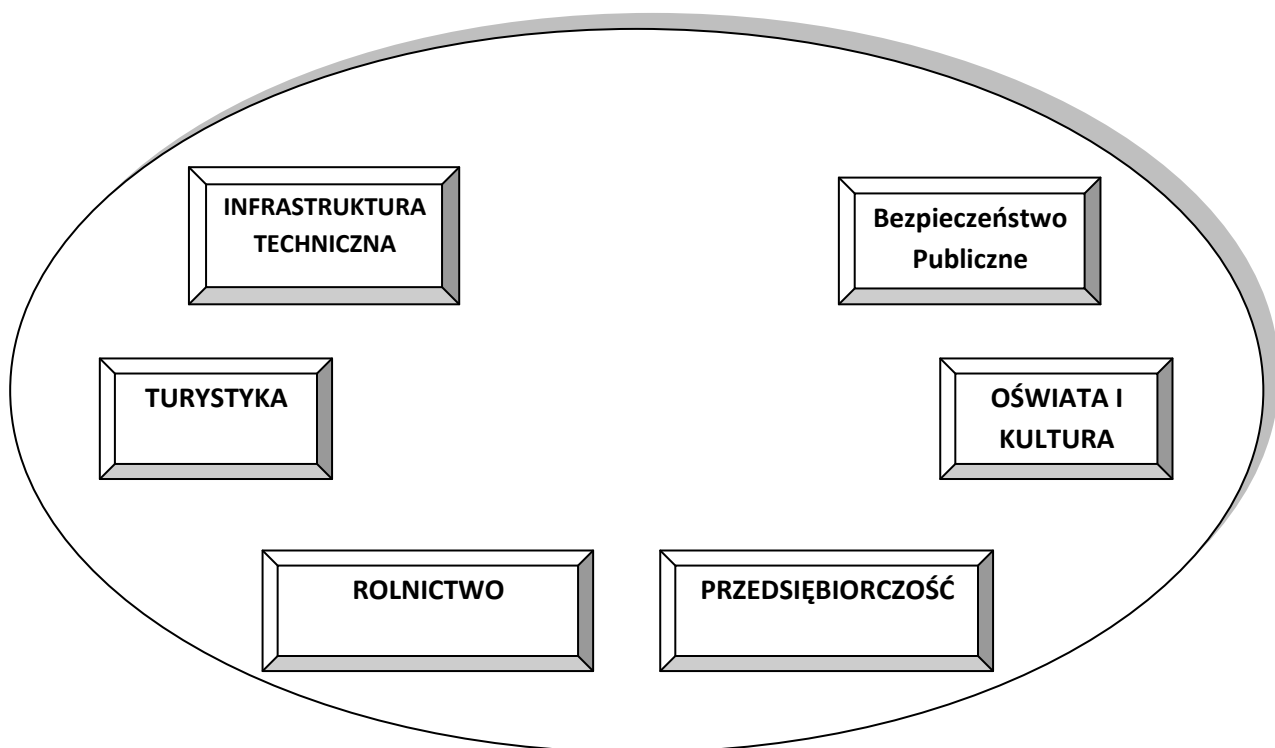 INFRASTRUKTURA
TECHNICZNA
Bezpieczeństwo
Publiczne
TURYSTYKA
OŚWIATA I
KULTURA
ROLNICTWO
PRZEDSIĘBIORCZOŚĆ